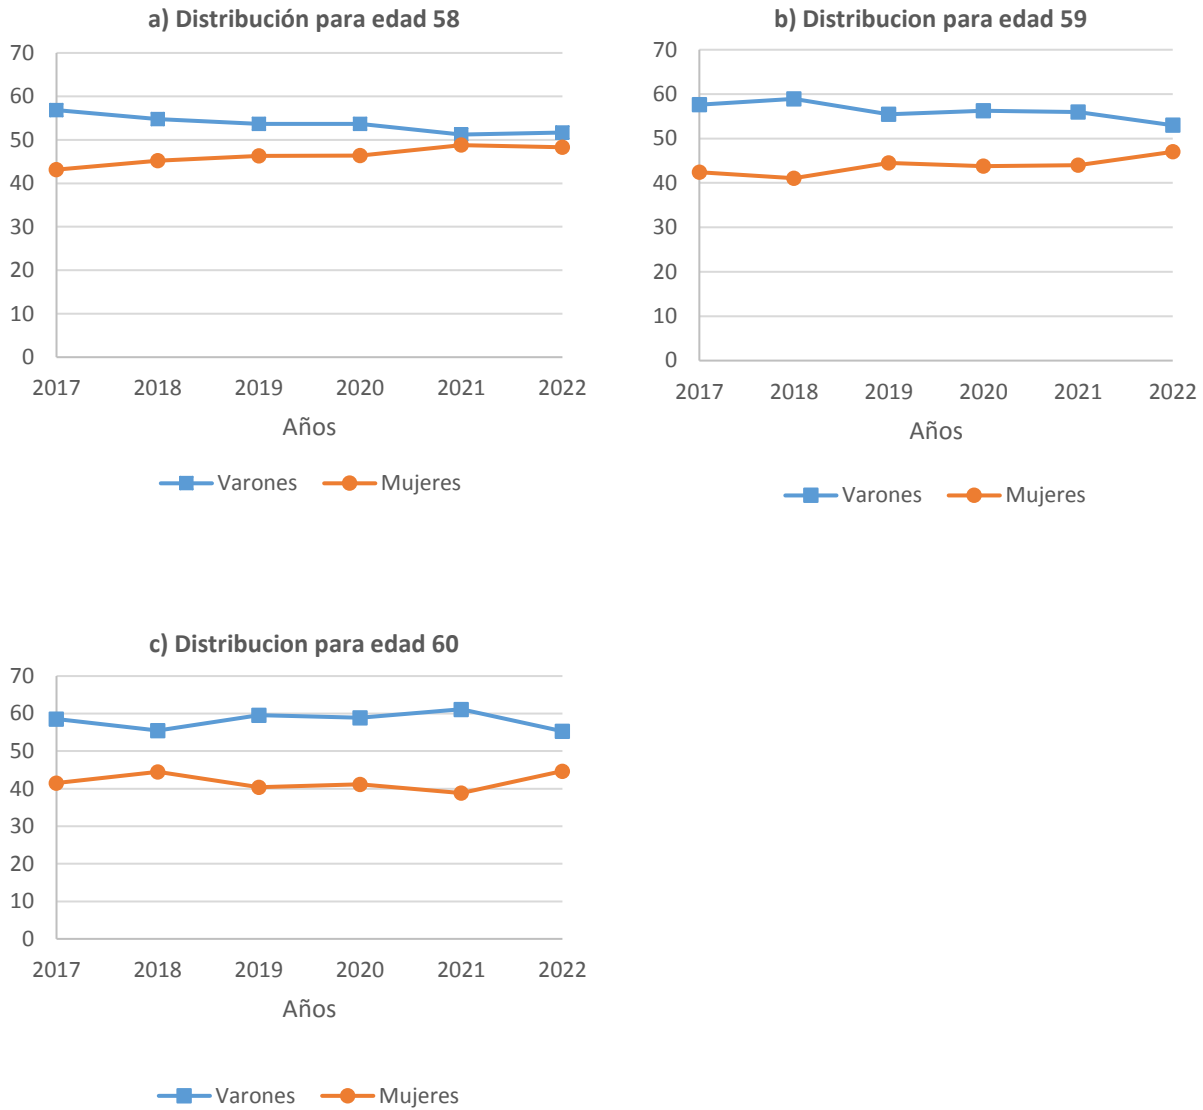 a) Distribución para edad 58
70
60
50
40
30
20
10
0
2017 2018 2019 2020 2021 2022
Años
Varones Mujeres
b) Distribucion para edad 59
70
60
50
40
30
20
10
0
2017 2018 2019 2020 2021 2022
Años
Varones Mujeres
c) Distribucion para edad 60
70
60
50
40
30
20
10
0
2017 2018 2019 2020 2021 2022
Años
Varones Mujeres